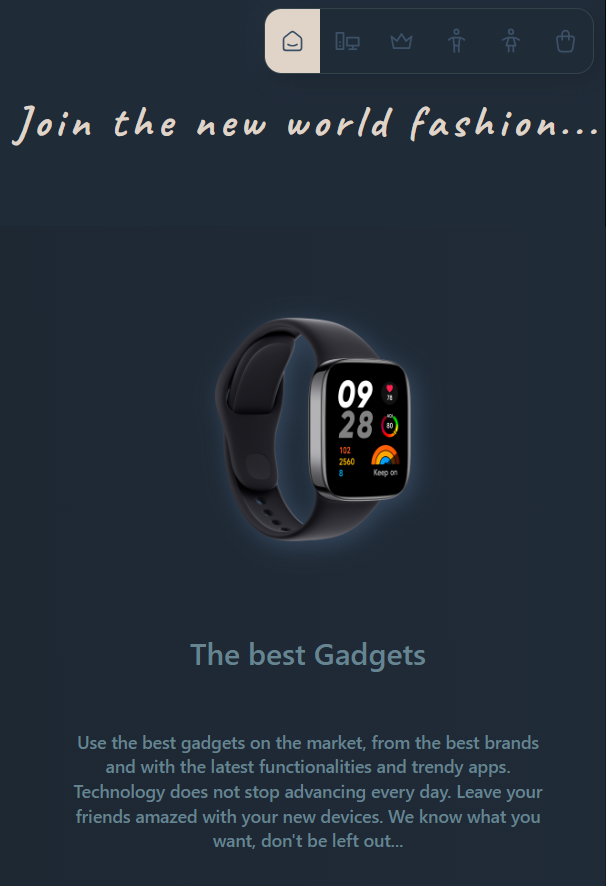 Join the new world fashion...
09
28
78
80
102
2560
8
Keep on
The best Gadgets
Use the best gadgets on the market, from the best brands
and with the latest functionalities and trendy apps.
Technology does not stop advancing every day. Leave your
friends amazed with your new devices. We know what you
want, don't be left out...